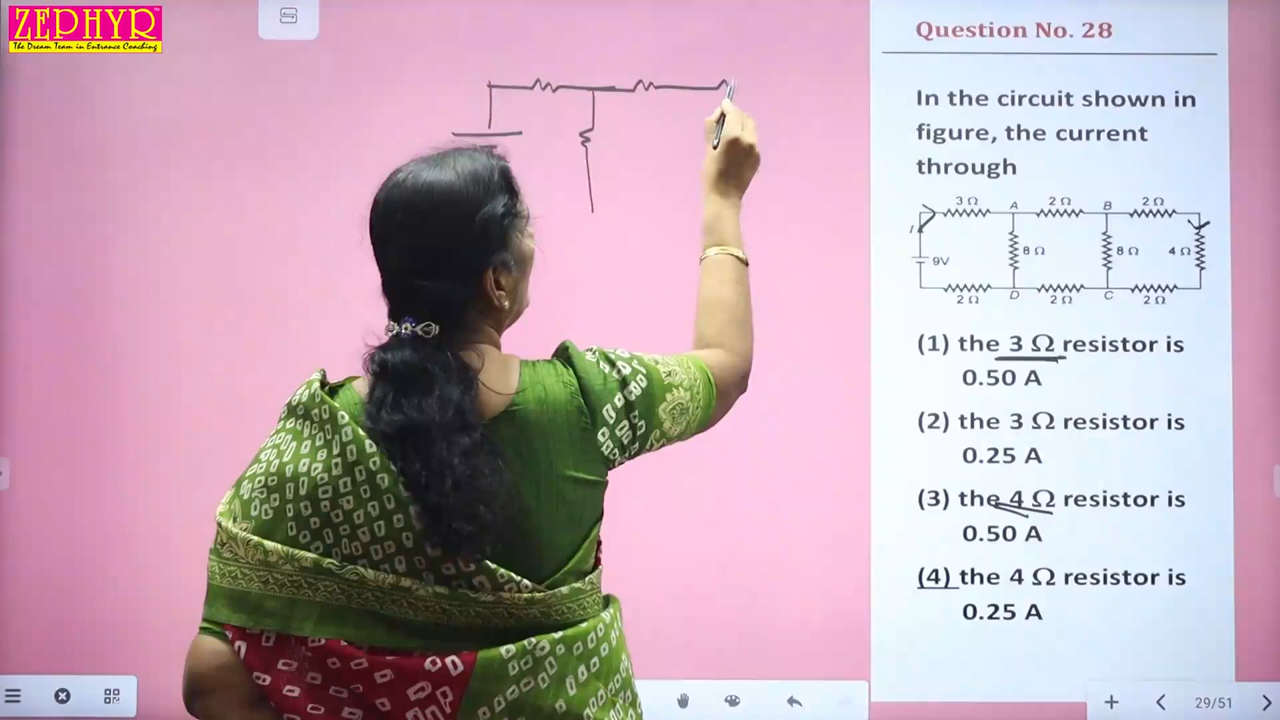 ZEPHYR™
The Dream Team in Entrance Coaching
Question No. 28
In the circuit shown in
figure, the current
through
3 Ω A 2 Ω B 2 Ω
I
9V 8 Ω 8 Ω 4 Ω
2 Ω D 2 Ω C 2 Ω
(1) the 3 Ω resistor is
0.50 A
(2) the 3 Ω resistor is
0.25 A
(3) the 4 Ω resistor is
0.50 A
(4) the 4 Ω resistor is
0.25 A
29/51